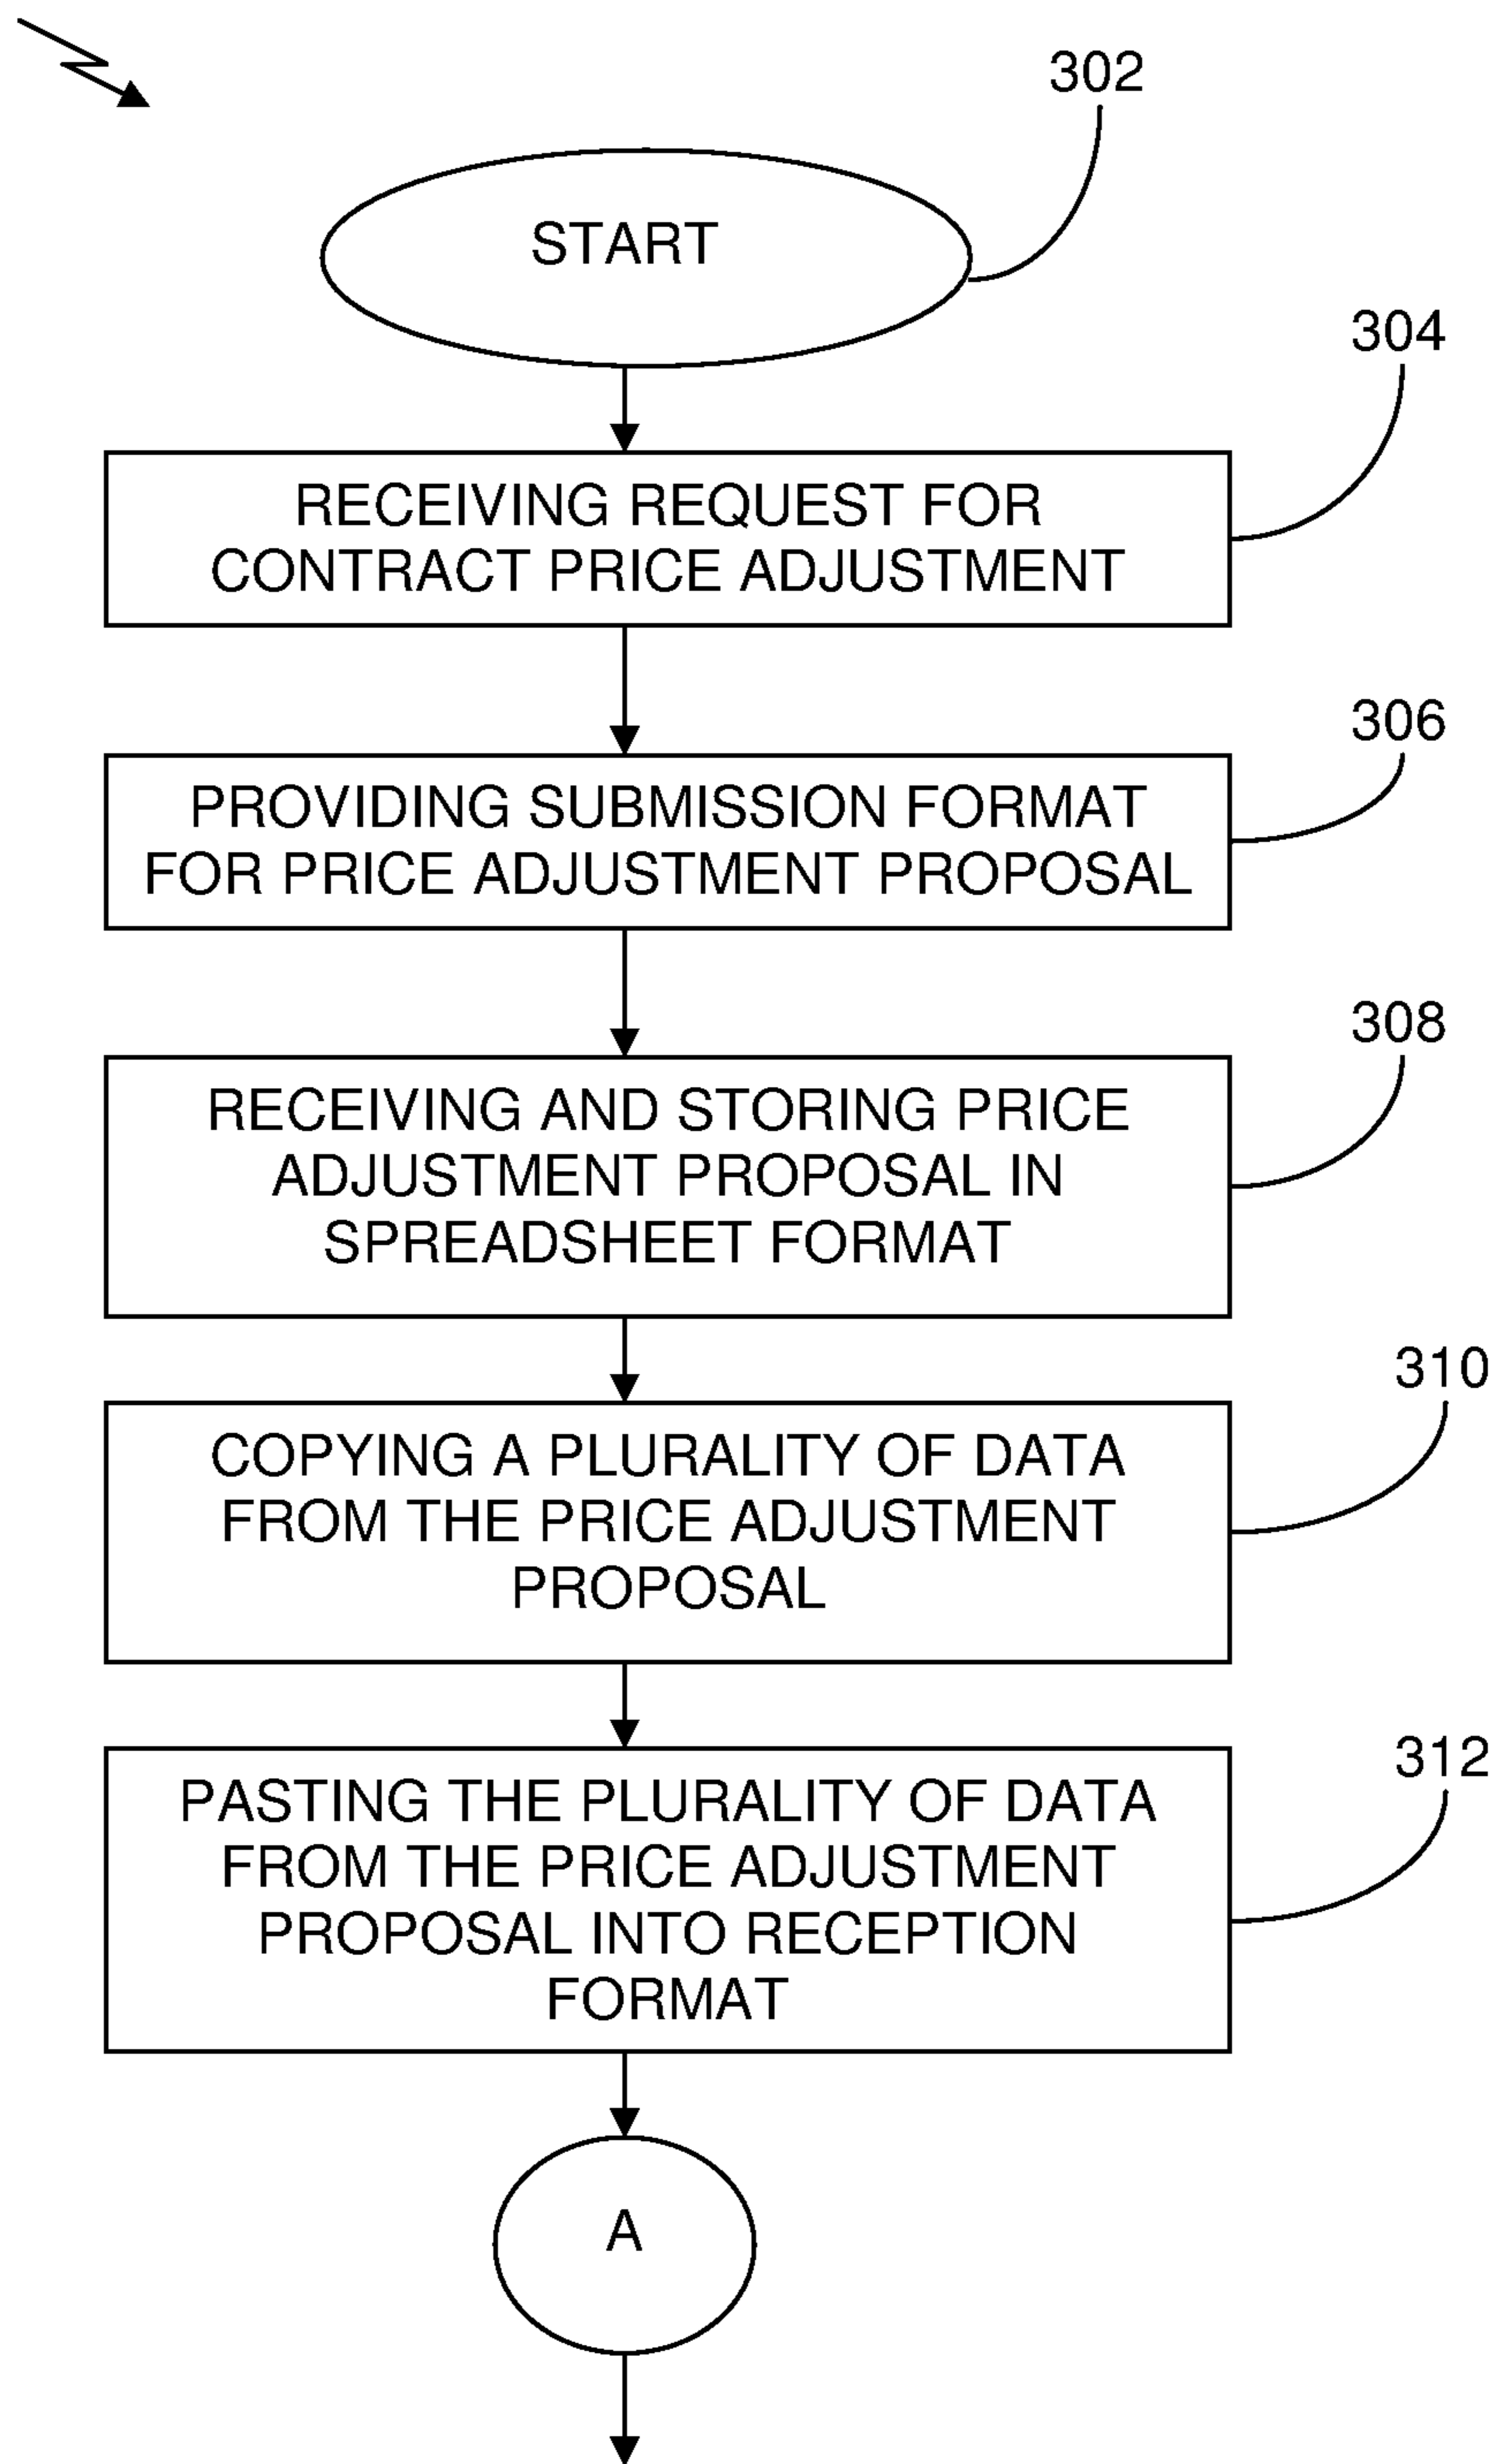 302
START
304
RECEIVING REQUEST FOR
CONTRACT PRICE ADJUSTMENT
306
PROVIDING SUBMISSION FORMAT
FOR PRICE ADJUSTMENT PROPOSAL
308
RECEIVING AND STORING PRICE
ADJUSTMENT PROPOSAL IN
SPREADSHEET FORMAT
310
COPYING A PLURALITY OF DATA
FROM THE PRICE ADJUSTMENT
PROPOSAL
312
PASTING THE PLURALITY OF DATA
FROM THE PRICE ADJUSTMENT
PROPOSAL INTO RECEPTION
FORMAT
A